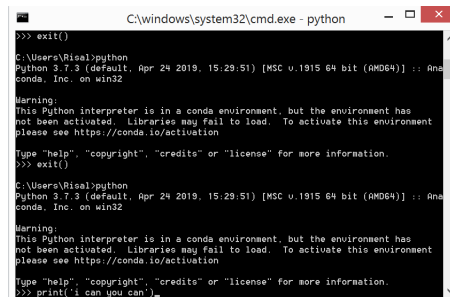 C:\windows\system32\cmd.exe - python
>>> exit()
C:\Users\Risal>python
Python 3.7.3 (default, Apr 24 2019, 15:29:51) [MSC v.1915 64 bit (AMD64)] :: Ana
conda, Inc. on win32
Warning:
This Python interpreter is in a conda environment, but the environment has
not been activated.  Libraries may fail to load.  To activate this environment
please see https://conda.io/activation
Type "help", "copyright", "credits" or "license" for more information.
>>> exit()
C:\Users\Risal>python
Python 3.7.3 (default, Apr 24 2019, 15:29:51) [MSC v.1915 64 bit (AMD64)] :: Ana
conda, Inc. on win32
Warning:
This Python interpreter is in a conda environment, but the environment has
not been activated.  Libraries may fail to load.  To activate this environment
please see https://conda.io/activation
Type "help", "copyright", "credits" or "license" for more information.
>>> print('i can you can')_